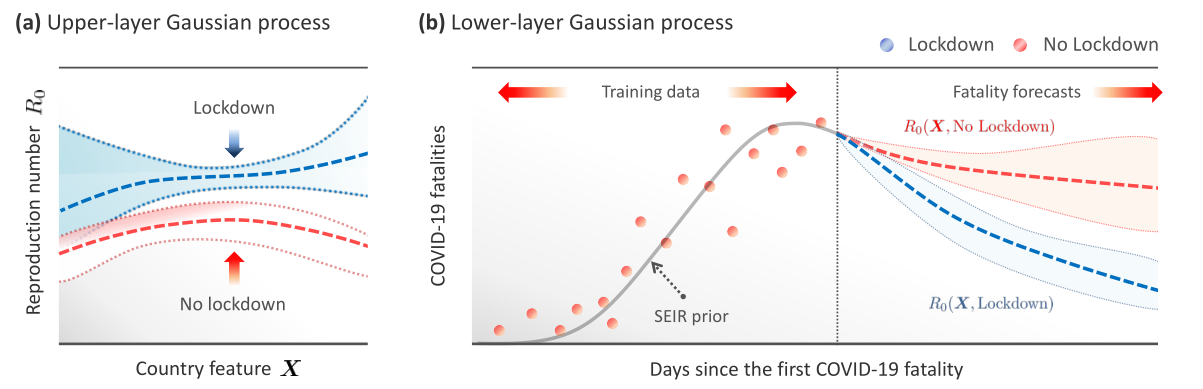 (a) Upper-layer Gaussian process
Reproduction number R₀
Lockdown
No lockdown
Country feature X
(b) Lower-layer Gaussian process
Lockdown
No Lockdown
COVID-19 fatalities
Training data
Fatality forecasts
R₀(X, No Lockdown)
SEIR prior
R₀(X, Lockdown)
Days since the first COVID-19 fatality